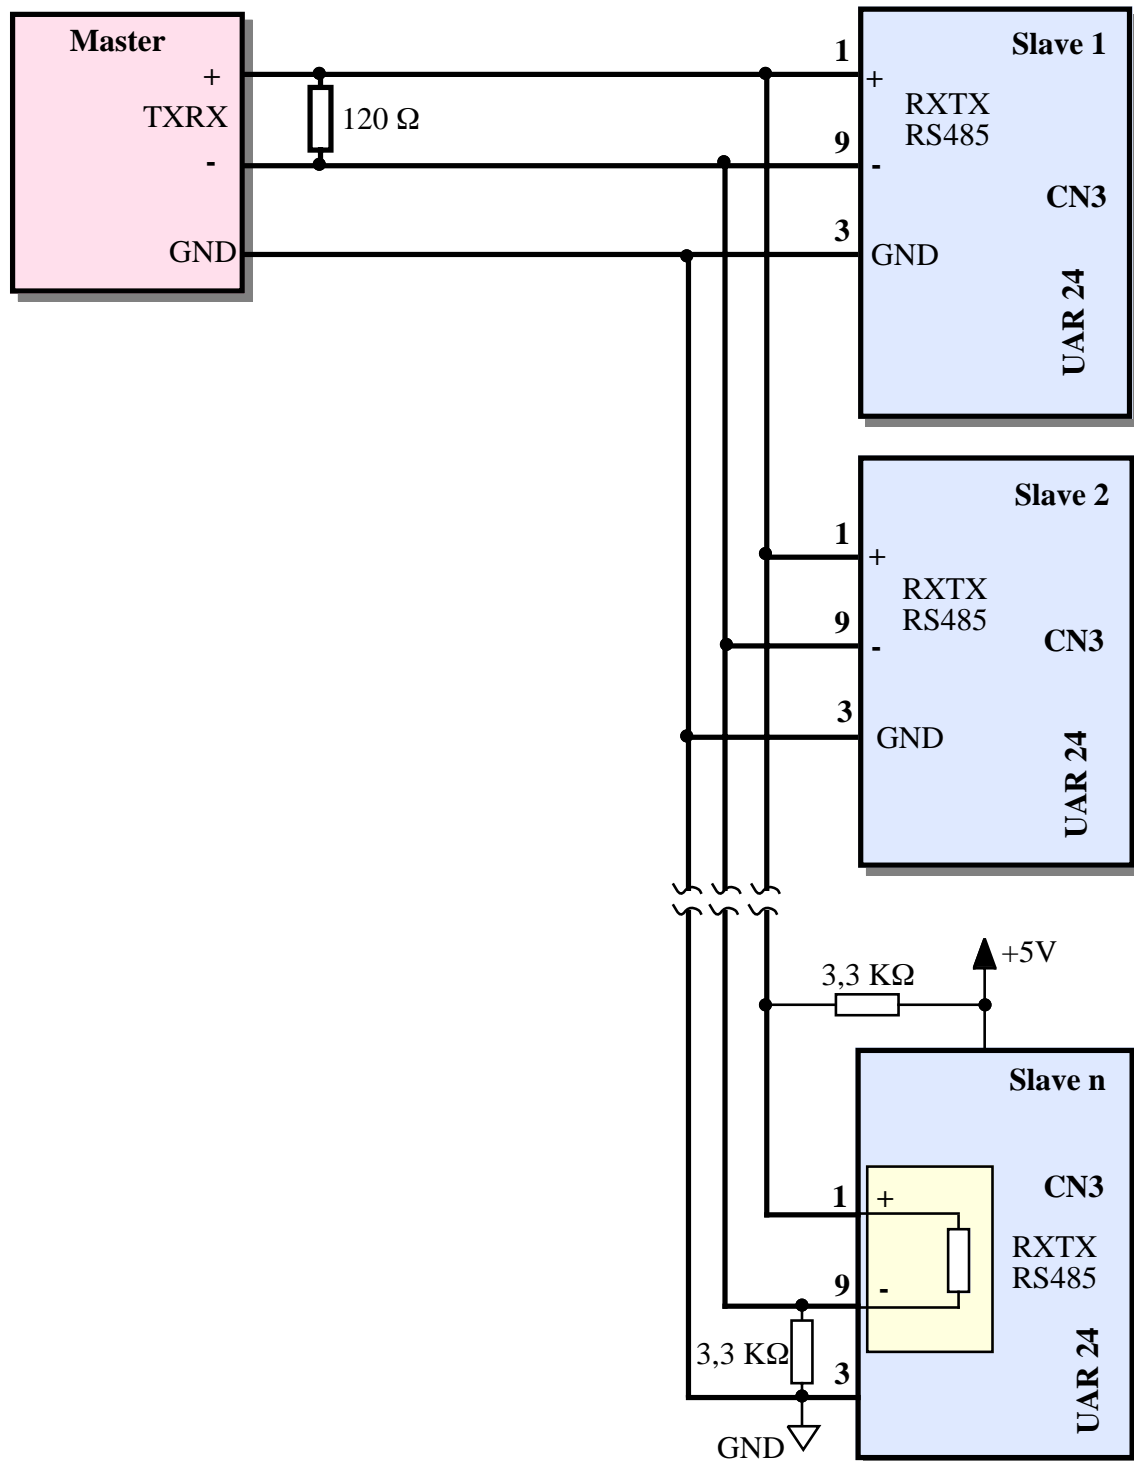 Master
+
TXRX
-
GND
120 Ω
1
9
3
Slave 1
+
RXTX
RS485
-
CN3
GND
UAR 24
1
9
3
Slave 2
+
RXTX
RS485
-
CN3
GND
UAR 24
+5V
3,3 KΩ
Slave n
1
+
CN3
RXTX
RS485
9
-
3,3 KΩ
3
UAR 24
GND